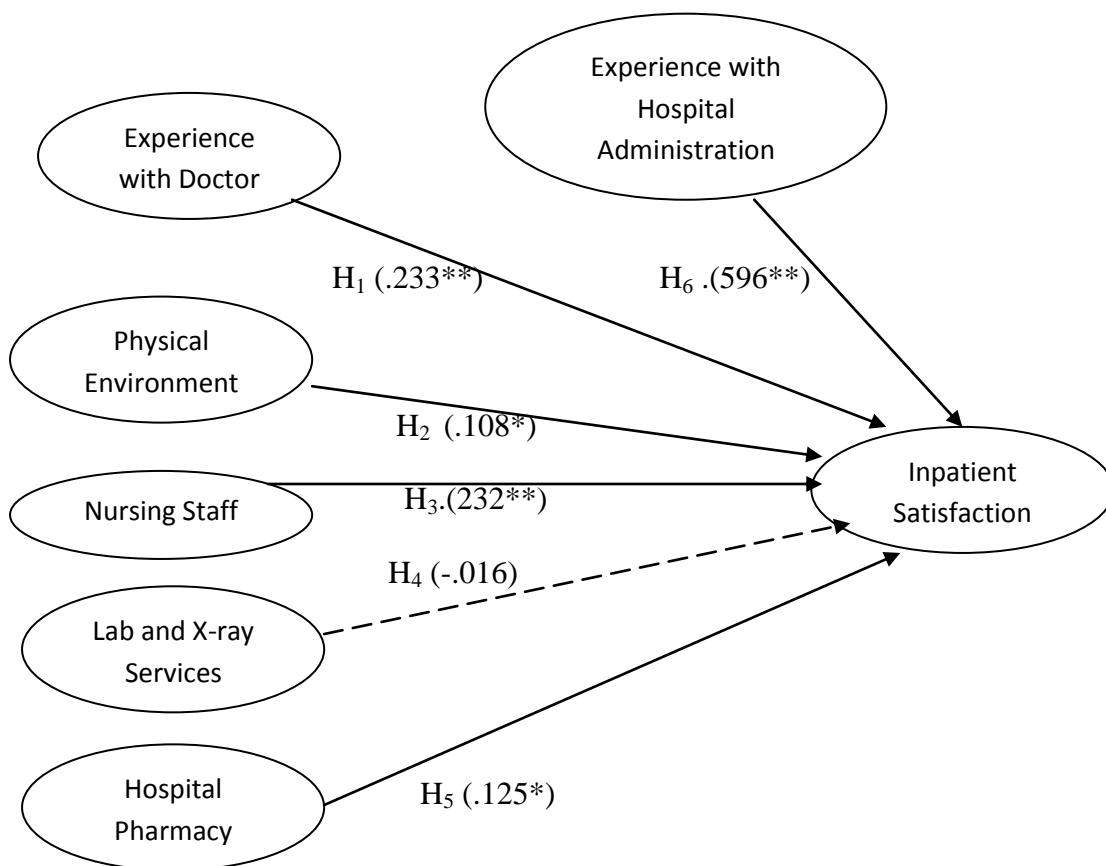 Experience with
Hospital
Administration
Experience
with Doctor
H₁ (.233**)
H₆ .(596**)
Physical
Environment
H₂ (.108*)
Inpatient
Satisfaction
Nursing Staff
H₃.(232**)
H₄ (-.016)
Lab and X-ray
Services
Hospital
Pharmacy
H₅ (.125*)